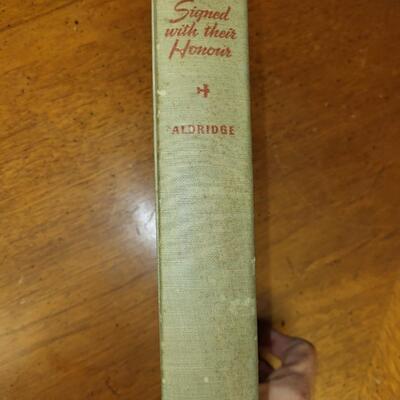 Signed
with their
Honour
ALDRIDGE